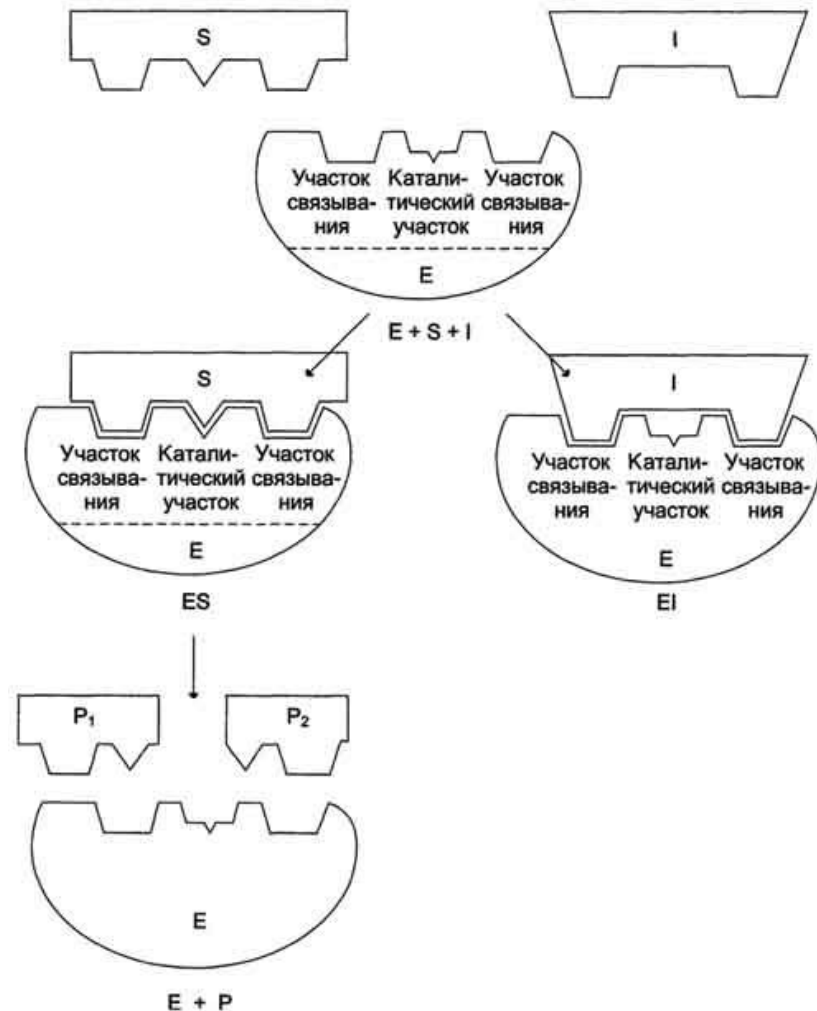 S
I
Участок Катали- Участок
связыва- тический связыва-
ния участок ния
E
E + S + I
S
I
Участок Катали- Участок
связыва- тический связыва-
ния участок ния
E
ES
Участок Катали- Участок
связыва- тический связыва-
ния участок ния
E
EI
P₁
P₂
E
E + P